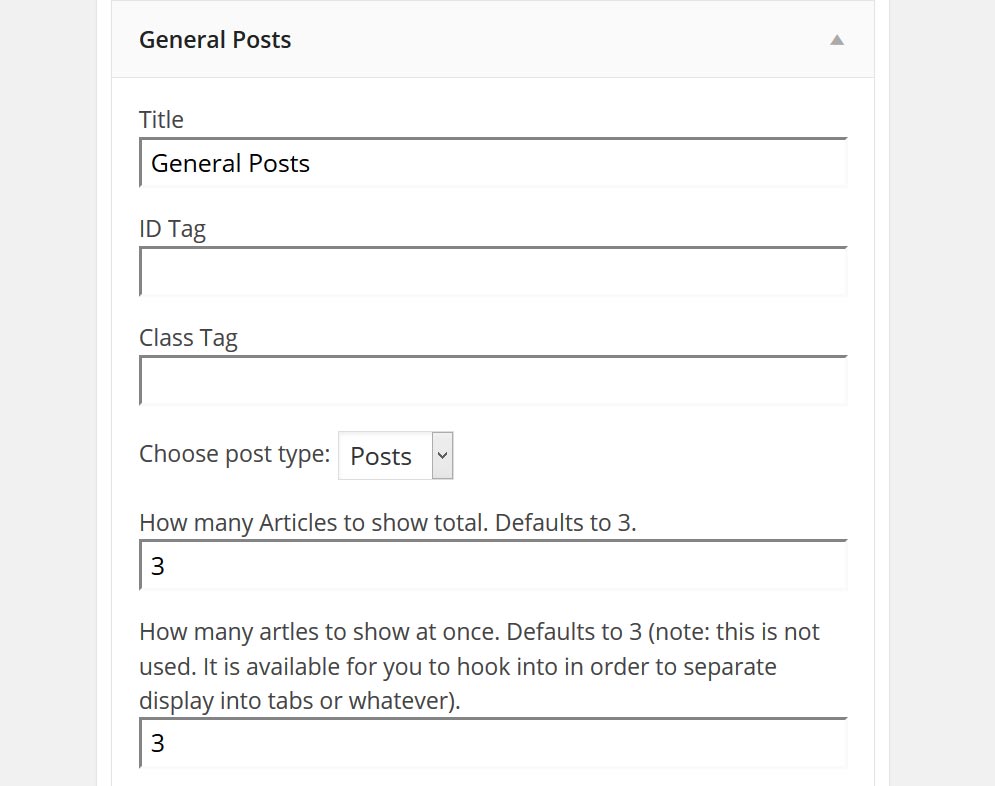 General Posts
Title
General Posts
ID Tag
Class Tag
Choose post type: Posts
How many Articles to show total. Defaults to 3.
3
How many artles to show at once. Defaults to 3 (note: this is not
used. It is available for you to hook into in order to separate
display into tabs or whatever).
3